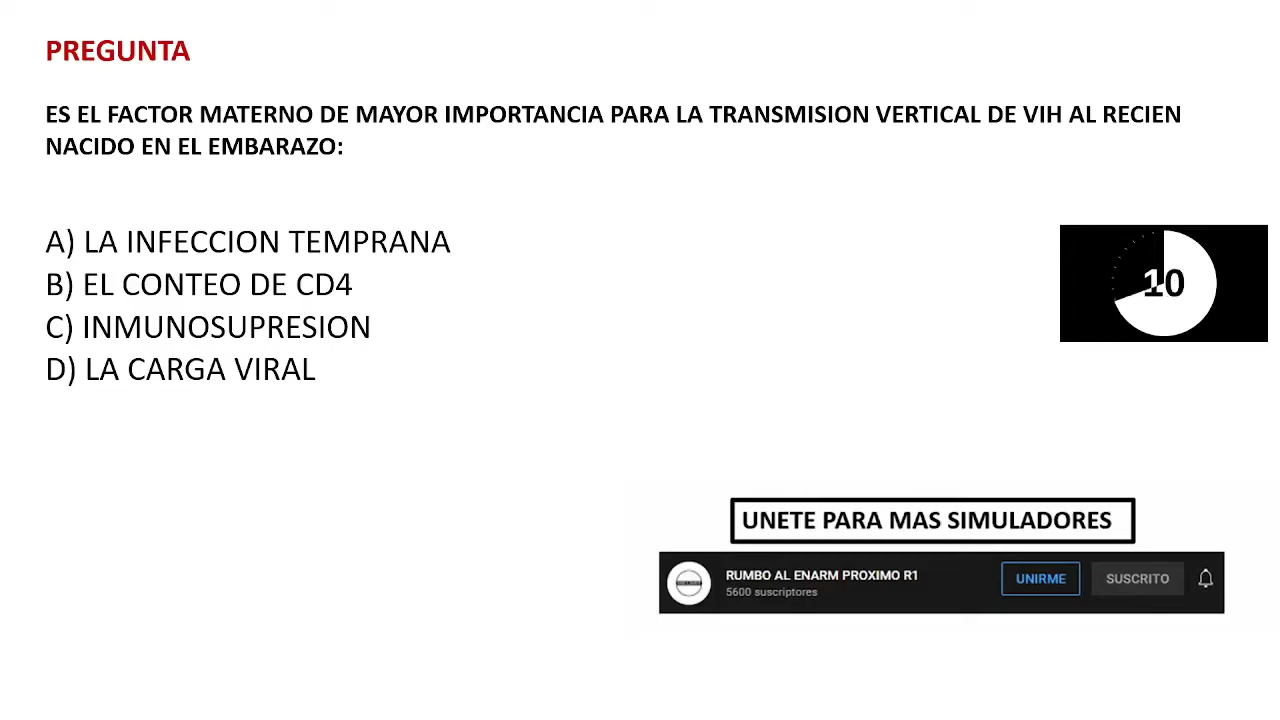 PREGUNTA
ES EL FACTOR MATERNO DE MAYOR IMPORTANCIA PARA LA TRANSMISION VERTICAL DE VIH AL RECIEN
NACIDO EN EL EMBARAZO:
A) LA INFECCION TEMPRANA
B) EL CONTEO DE CD4
C) INMUNOSUPRESION
D) LA CARGA VIRAL
10
UNETE PARA MAS SIMULADORES
RUMBO AL ENARM PROXIMO R1
5600 suscriptores
UNIRME
SUSCRITO